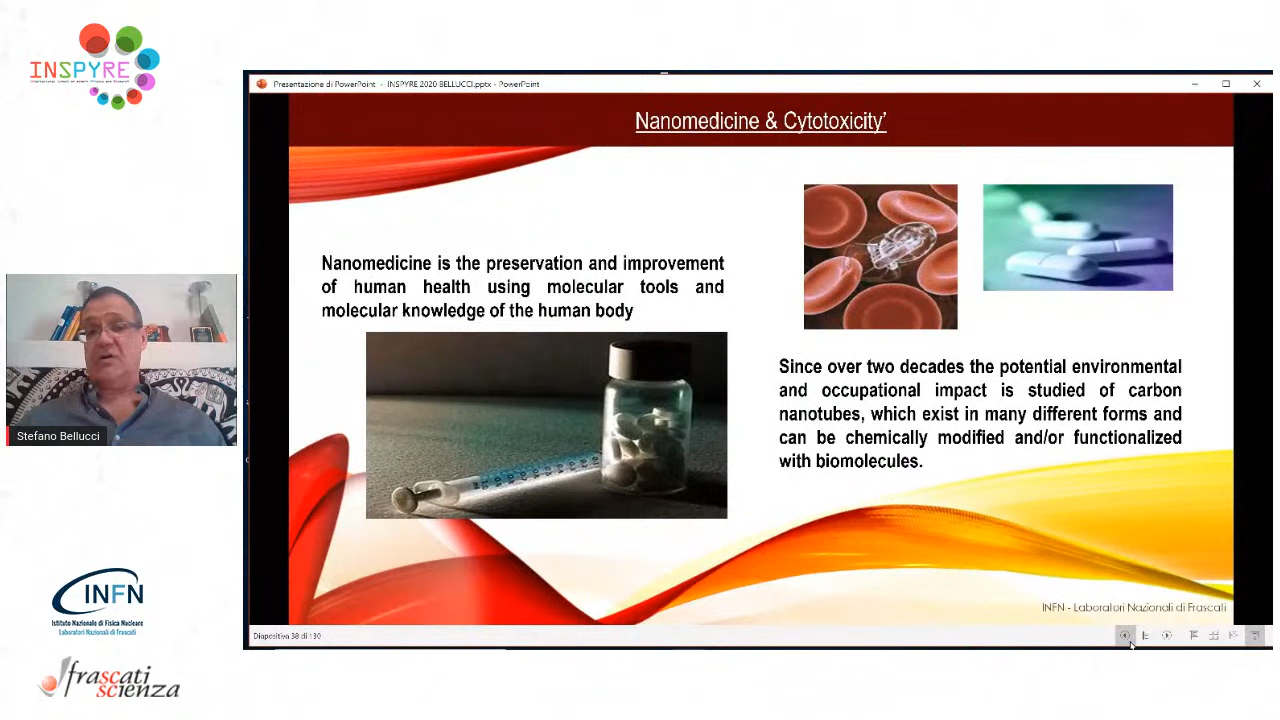 INSPYRE
Presentazione di PowerPoint - INSPYRE 2020 BELLUCCI.pptx - PowerPoint
Nanomedicine & Cytotoxicity’
Nanomedicine is the preservation and improvement
of human health using molecular tools and
molecular knowledge of the human body
Since over two decades the potential environmental
and occupational impact is studied of carbon
nanotubes, which exist in many different forms and
can be chemically modified and/or functionalized
with biomolecules.
Stefano Bellucci
INFN
Istituto Nazionale di Fisica Nucleare
Laboratori Nazionali di Frascati
frascati
scienza
INFN - Laboratori Nazionali di Frascati
Diapositiva 38 di 130